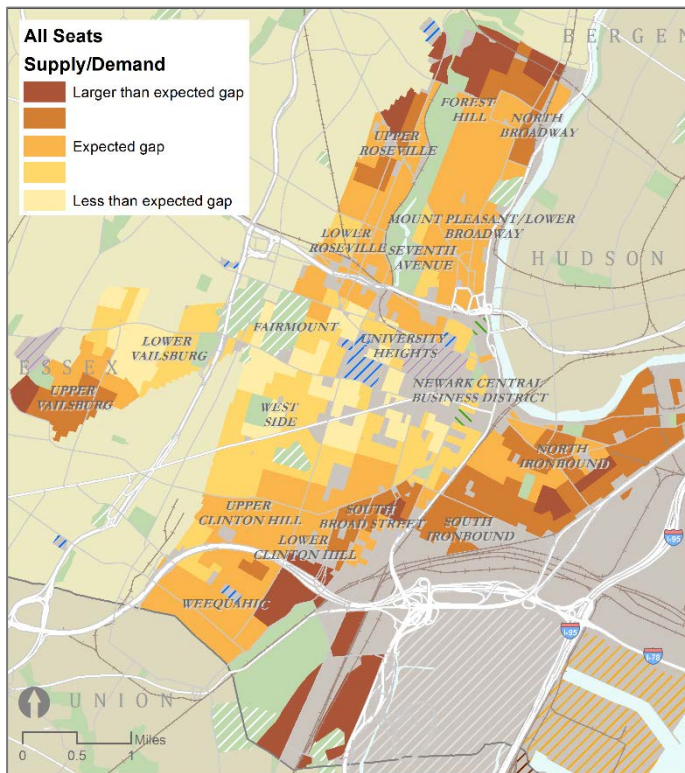 All Seats
Supply/Demand
Larger than expected gap
Expected gap
Less than expected gap
BERGEN
FOREST
HILL
NORTH
BROADWAY
UPPER
ROSEVILLE
MOUNT PLEASANT/LOWER
BROADWAY
LOWER
ROSEVILLE
SEVENTH
AVENUE
HUDSON
FAIRMOUNT
UNIVERSITY
HEIGHTS
LOWER
VAILSBURG
ESSEX
UPPER
VAILSBURG
NEWARK CENTRAL
BUSINESS DISTRICT
WEST
SIDE
NORTH
IRONBOUND
UPPER
CLINTON HILL
SOUTH
BROAD STREET
SOUTH
IRONBOUND
LOWER
CLINTON HILL
I-95
WEEQUAHIC
I-95
I-78
UNION
Miles
0 0.5 1